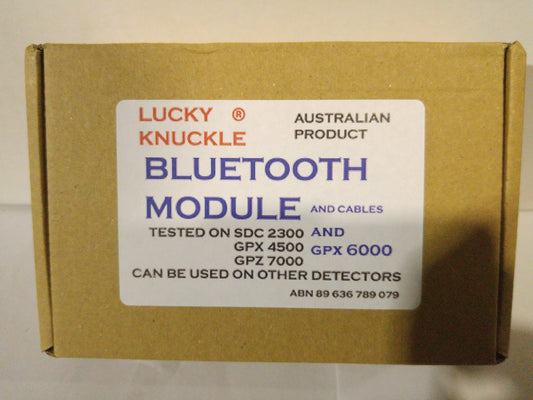 LUCKY ® AUSTRALIAN
KNUCKLE PRODUCT
BLUETOOTH
MODULE AND CABLES
TESTED ON SDC 2300 AND
GPX 4500 GPX 6000
GPZ 7000
CAN BE USED ON OTHER DETECTORS
ABN 89 636 789 079